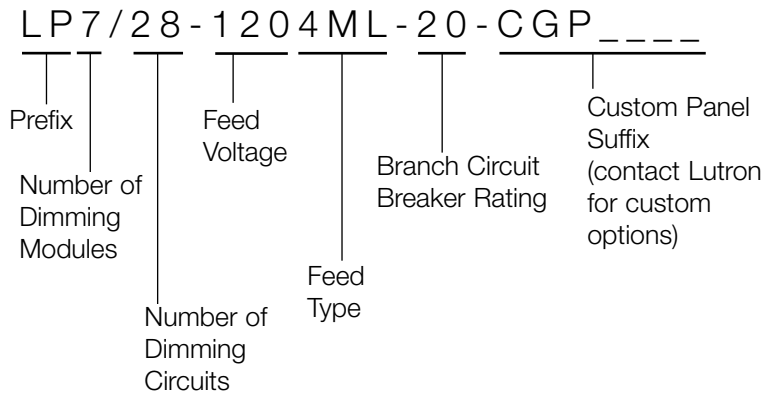 LP7/28-1204ML-20-CGP____
Prefix
Number of
Dimming
Modules
Number of
Dimming
Circuits
Feed
Voltage
Feed
Type
Branch Circuit
Breaker Rating
Custom Panel
Suffix
(contact Lutron
for custom
options)